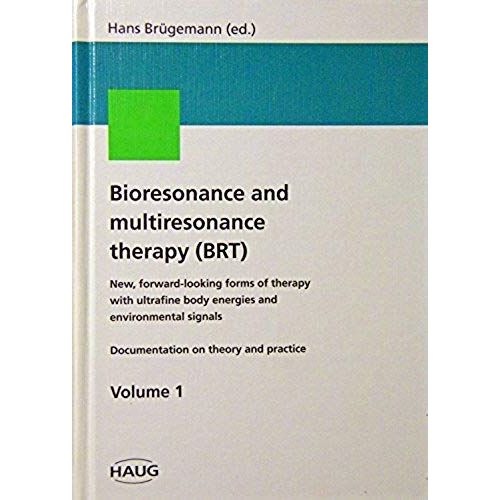 Hans Brügemann (ed.)
Bioresonance and
multiresonance
therapy (BRT)
New, forward-looking forms of therapy
with ultrafine body energies and
environmental signals
Documentation on theory and practice
Volume 1
HAUG